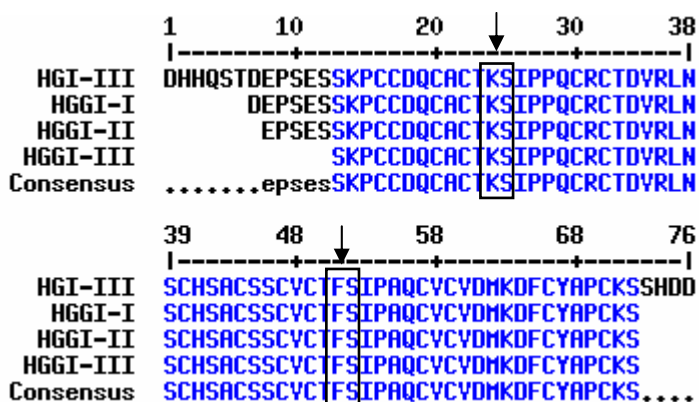 1 10 20 30 38
|--------+---------+---------+-------|
HGI-III DHHQSTDEPSESSKPCCDQCACTKSIPPQCRCTDVRLN
HGGI-I DEPSESSKPCCDQCACTKSIPPQCRCTDVRLN
HGGI-II EPSESSKPCCDQCACTKSIPPQCRCTDVRLN
HGGI-III SKPCCDQCACTKSIPPQCRCTDVRLN
Consensus .......epsesSKPCCDQCACTKSIPPQCRCTDVRLN
39 48 58 68 76
|--------+---------+---------+-------|
HGI-III SCHSACSSCVCTFSIPAQCVCVDMKDFCYAPCKSSHDD
HGGI-I SCHSACSSCVCTFSIPAQCVCVDMKDFCYAPCKS
HGGI-II SCHSACSSCVCTFSIPAQCVCVDMKDFCYAPCKS
HGGI-III SCHSACSSCVCTFSIPAQCVCVDMKDFCYAPCKS
Consensus SCHSACSSCVCTFSIPAQCVCVDMKDFCYAPCKS....